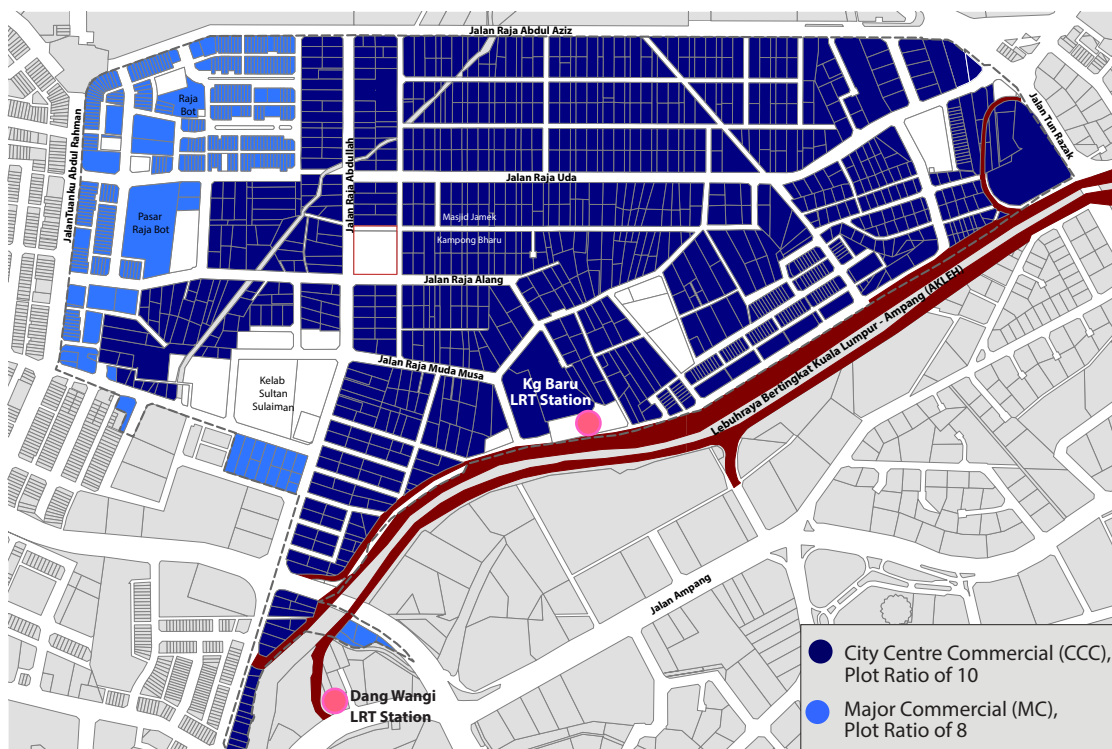 Jalan Raja Abdul Aziz
Raja
Bot
JalanTuanku Abdul Rahman
Jalan Raja Abdullah
Jalan Tun Razak
Jalan Raja Uda
Pasar
Raja Bot
Masjid Jamek
Kampong Bharu
Jalan Raja Alang
Lebuhraya Bertingkat Kuala Lumpur - Ampang (AKLEH)
Jalan Raja Muda Musa
Kelab
Sultan
Sulaiman
Kg Baru
LRT Station
Jalan Ampang
Dang Wangi
LRT Station
City Centre Commercial (CCC),
Plot Ratio of 10
Major Commercial (MC),
Plot Ratio of 8